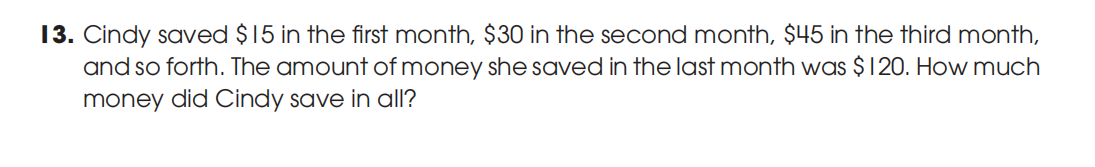 13. Cindy saved $15 in the first month, $30 in the second month, $45 in the third month,
and so forth. The amount of money she saved in the last month was $120. How much
money did Cindy save in all?